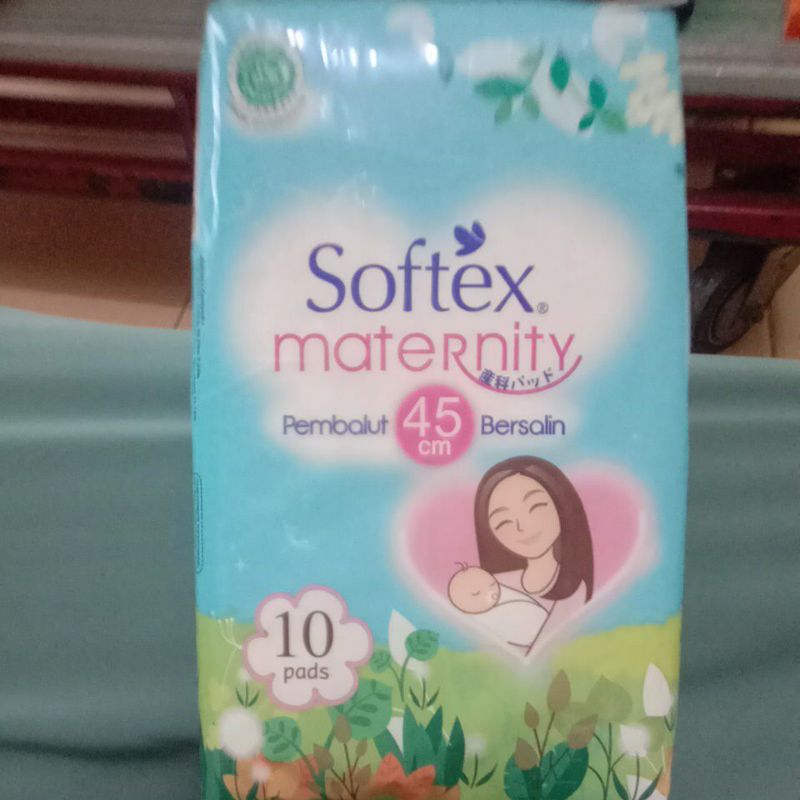 Softex®
maternity
産科パッド
Pembalut 45 cm Bersalin
10
pads